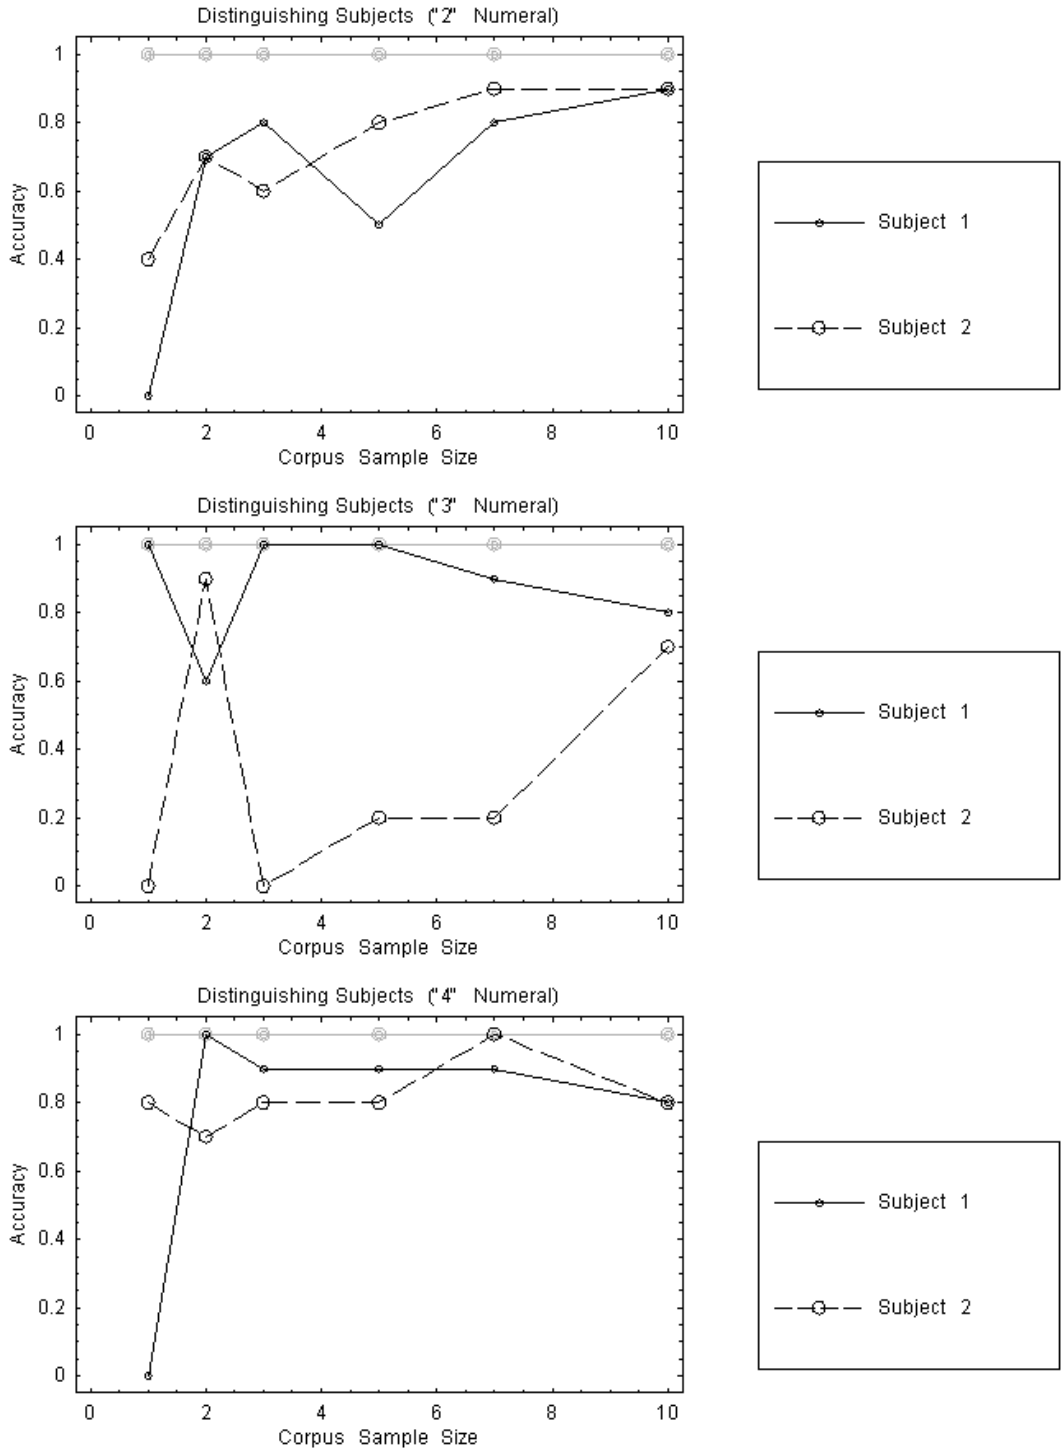 Distinguishing Subjects ("2" Numeral)
1
0.8
0.6
0.4
0.2
0
Accuracy
0 2 4 6 8 10
Corpus Sample Size
Subject 1
Subject 2
Distinguishing Subjects ("3" Numeral)
1
0.8
0.6
0.4
0.2
0
Accuracy
0 2 4 6 8 10
Corpus Sample Size
Subject 1
Subject 2
Distinguishing Subjects ("4" Numeral)
1
0.8
0.6
0.4
0.2
0
Accuracy
0 2 4 6 8 10
Corpus Sample Size
Subject 1
Subject 2